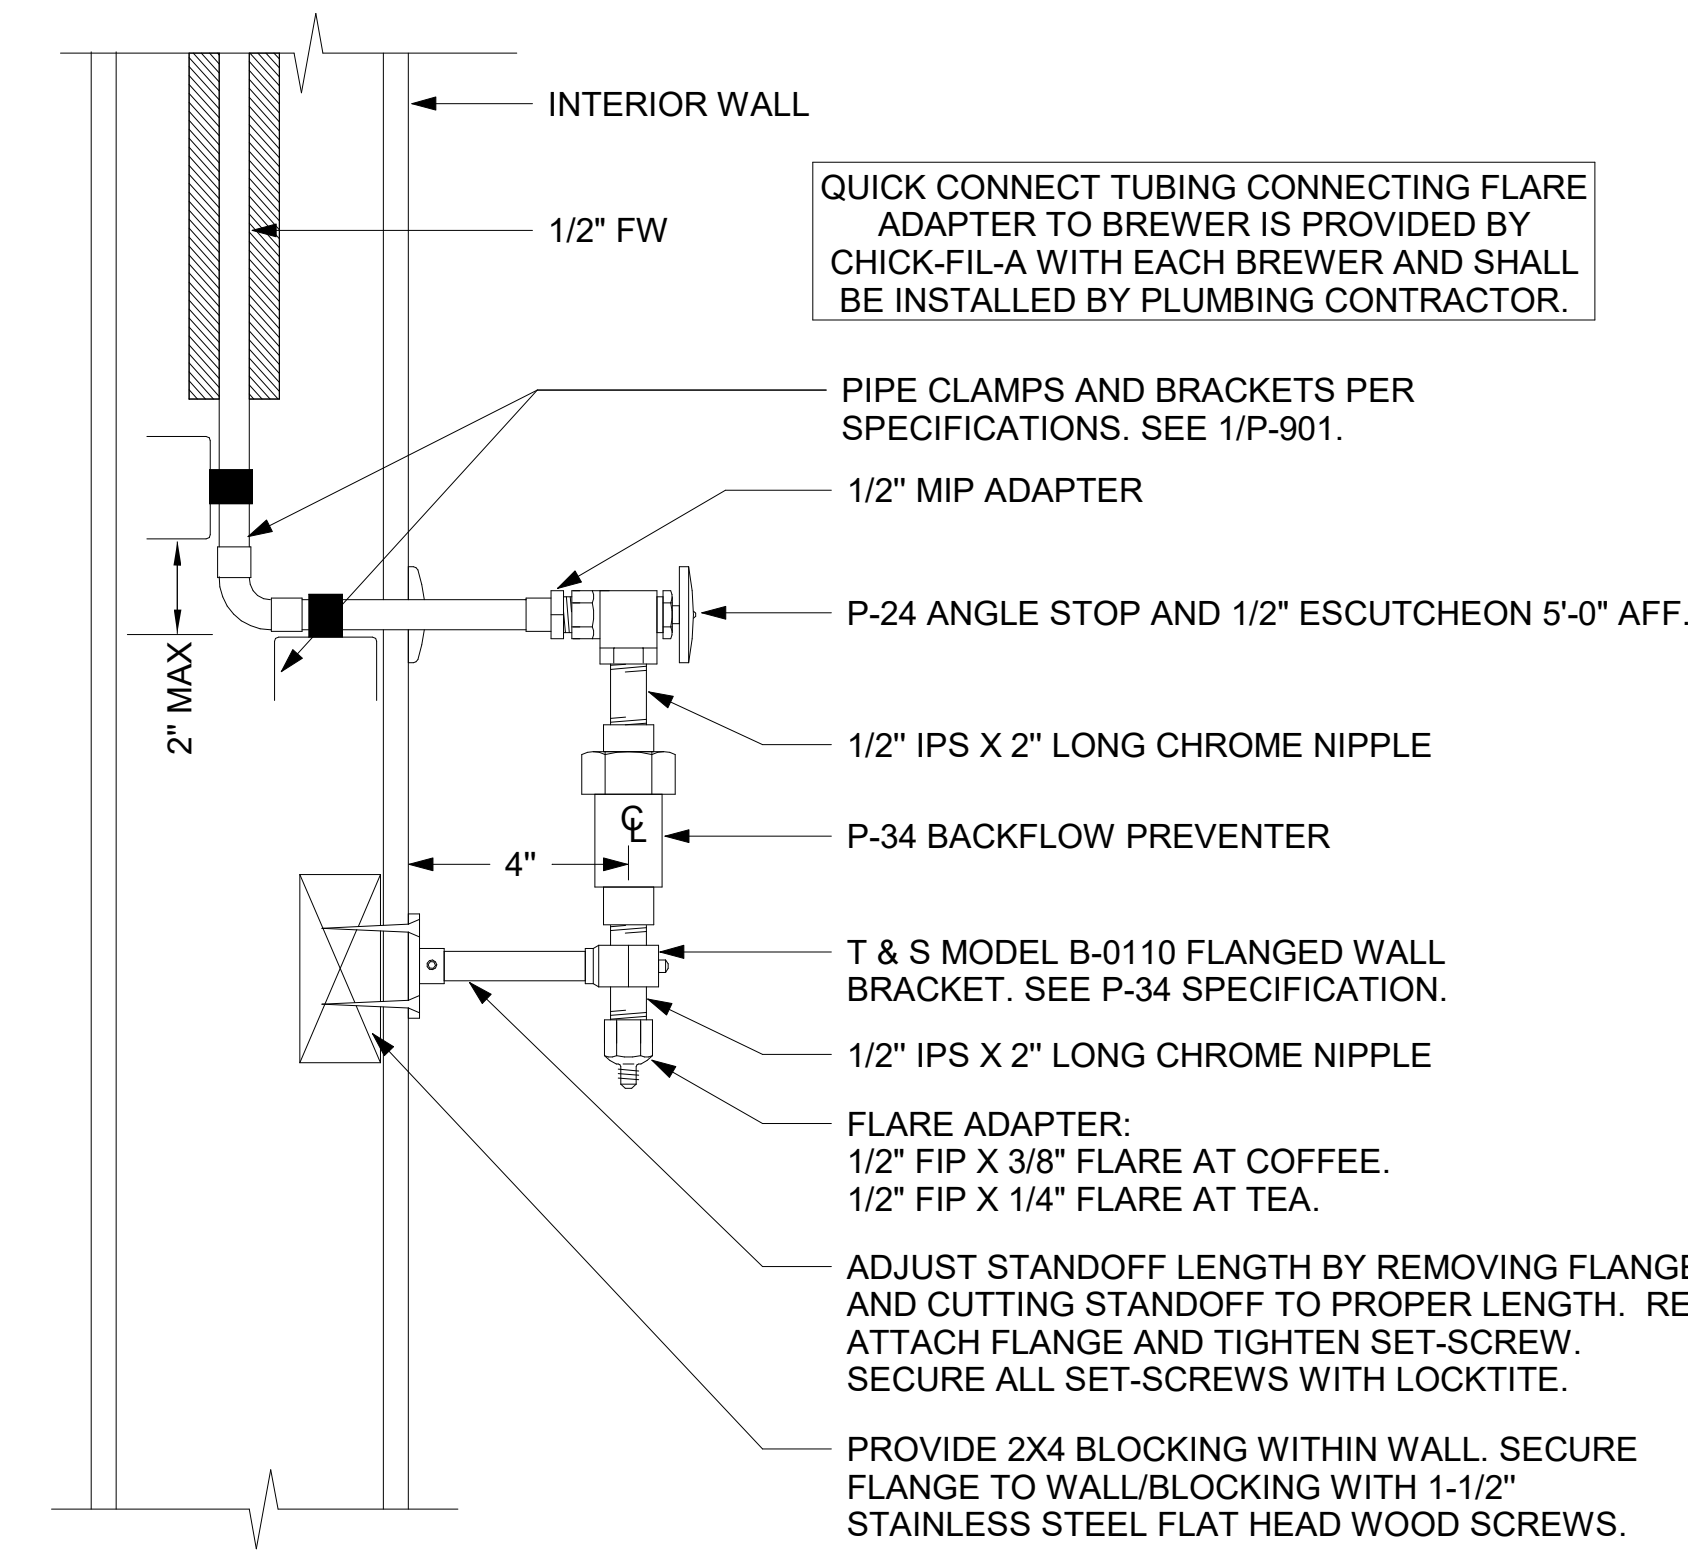 INTERIOR WALL
QUICK CONNECT TUBING CONNECTING FLARE
ADAPTER TO BREWER IS PROVIDED BY
CHICK-FIL-A WITH EACH BREWER AND SHALL
BE INSTALLED BY PLUMBING CONTRACTOR.
1/2" FW
PIPE CLAMPS AND BRACKETS PER
SPECIFICATIONS. SEE 1/P-901.
1/2" MIP ADAPTER
P-24 ANGLE STOP AND 1/2" ESCUTCHEON 5'-0" AFF.
2" MAX
1/2" IPS X 2" LONG CHROME NIPPLE
CL
P-34 BACKFLOW PREVENTER
4"
T & S MODEL B-0110 FLANGED WALL
BRACKET. SEE P-34 SPECIFICATION.
1/2" IPS X 2" LONG CHROME NIPPLE
FLARE ADAPTER:
1/2" FIP X 3/8" FLARE AT COFFEE.
1/2" FIP X 1/4" FLARE AT TEA.
ADJUST STANDOFF LENGTH BY REMOVING FLANGE
AND CUTTING STANDOFF TO PROPER LENGTH. RE
ATTACH FLANGE AND TIGHTEN SET-SCREW.
SECURE ALL SET-SCREWS WITH LOCKTITE.
PROVIDE 2X4 BLOCKING WITHIN WALL. SECURE
FLANGE TO WALL/BLOCKING WITH 1-1/2"
STAINLESS STEEL FLAT HEAD WOOD SCREWS.